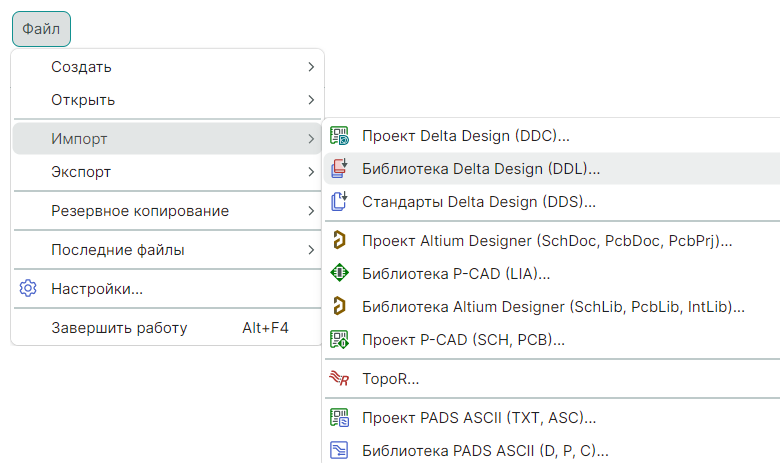 Файл
Создать
Открыть
Импорт
Экспорт
Резервное копирование
Последние файлы
Настройки...
Завершить работу Alt+F4
Проект Delta Design (DDC)...
Библиотека Delta Design (DDL)...
Стандарты Delta Design (DDS)...
Проект Altium Designer (SchDoc, PcbDoc, PcbPrj)...
Библиотека P-CAD (LIA)...
Библиотека Altium Designer (SchLib, PcbLib, IntLib)...
Проект P-CAD (SCH, PCB)...
TopoR...
Проект PADS ASCII (TXT, ASC)...
Библиотека PADS ASCII (D, P, C)...